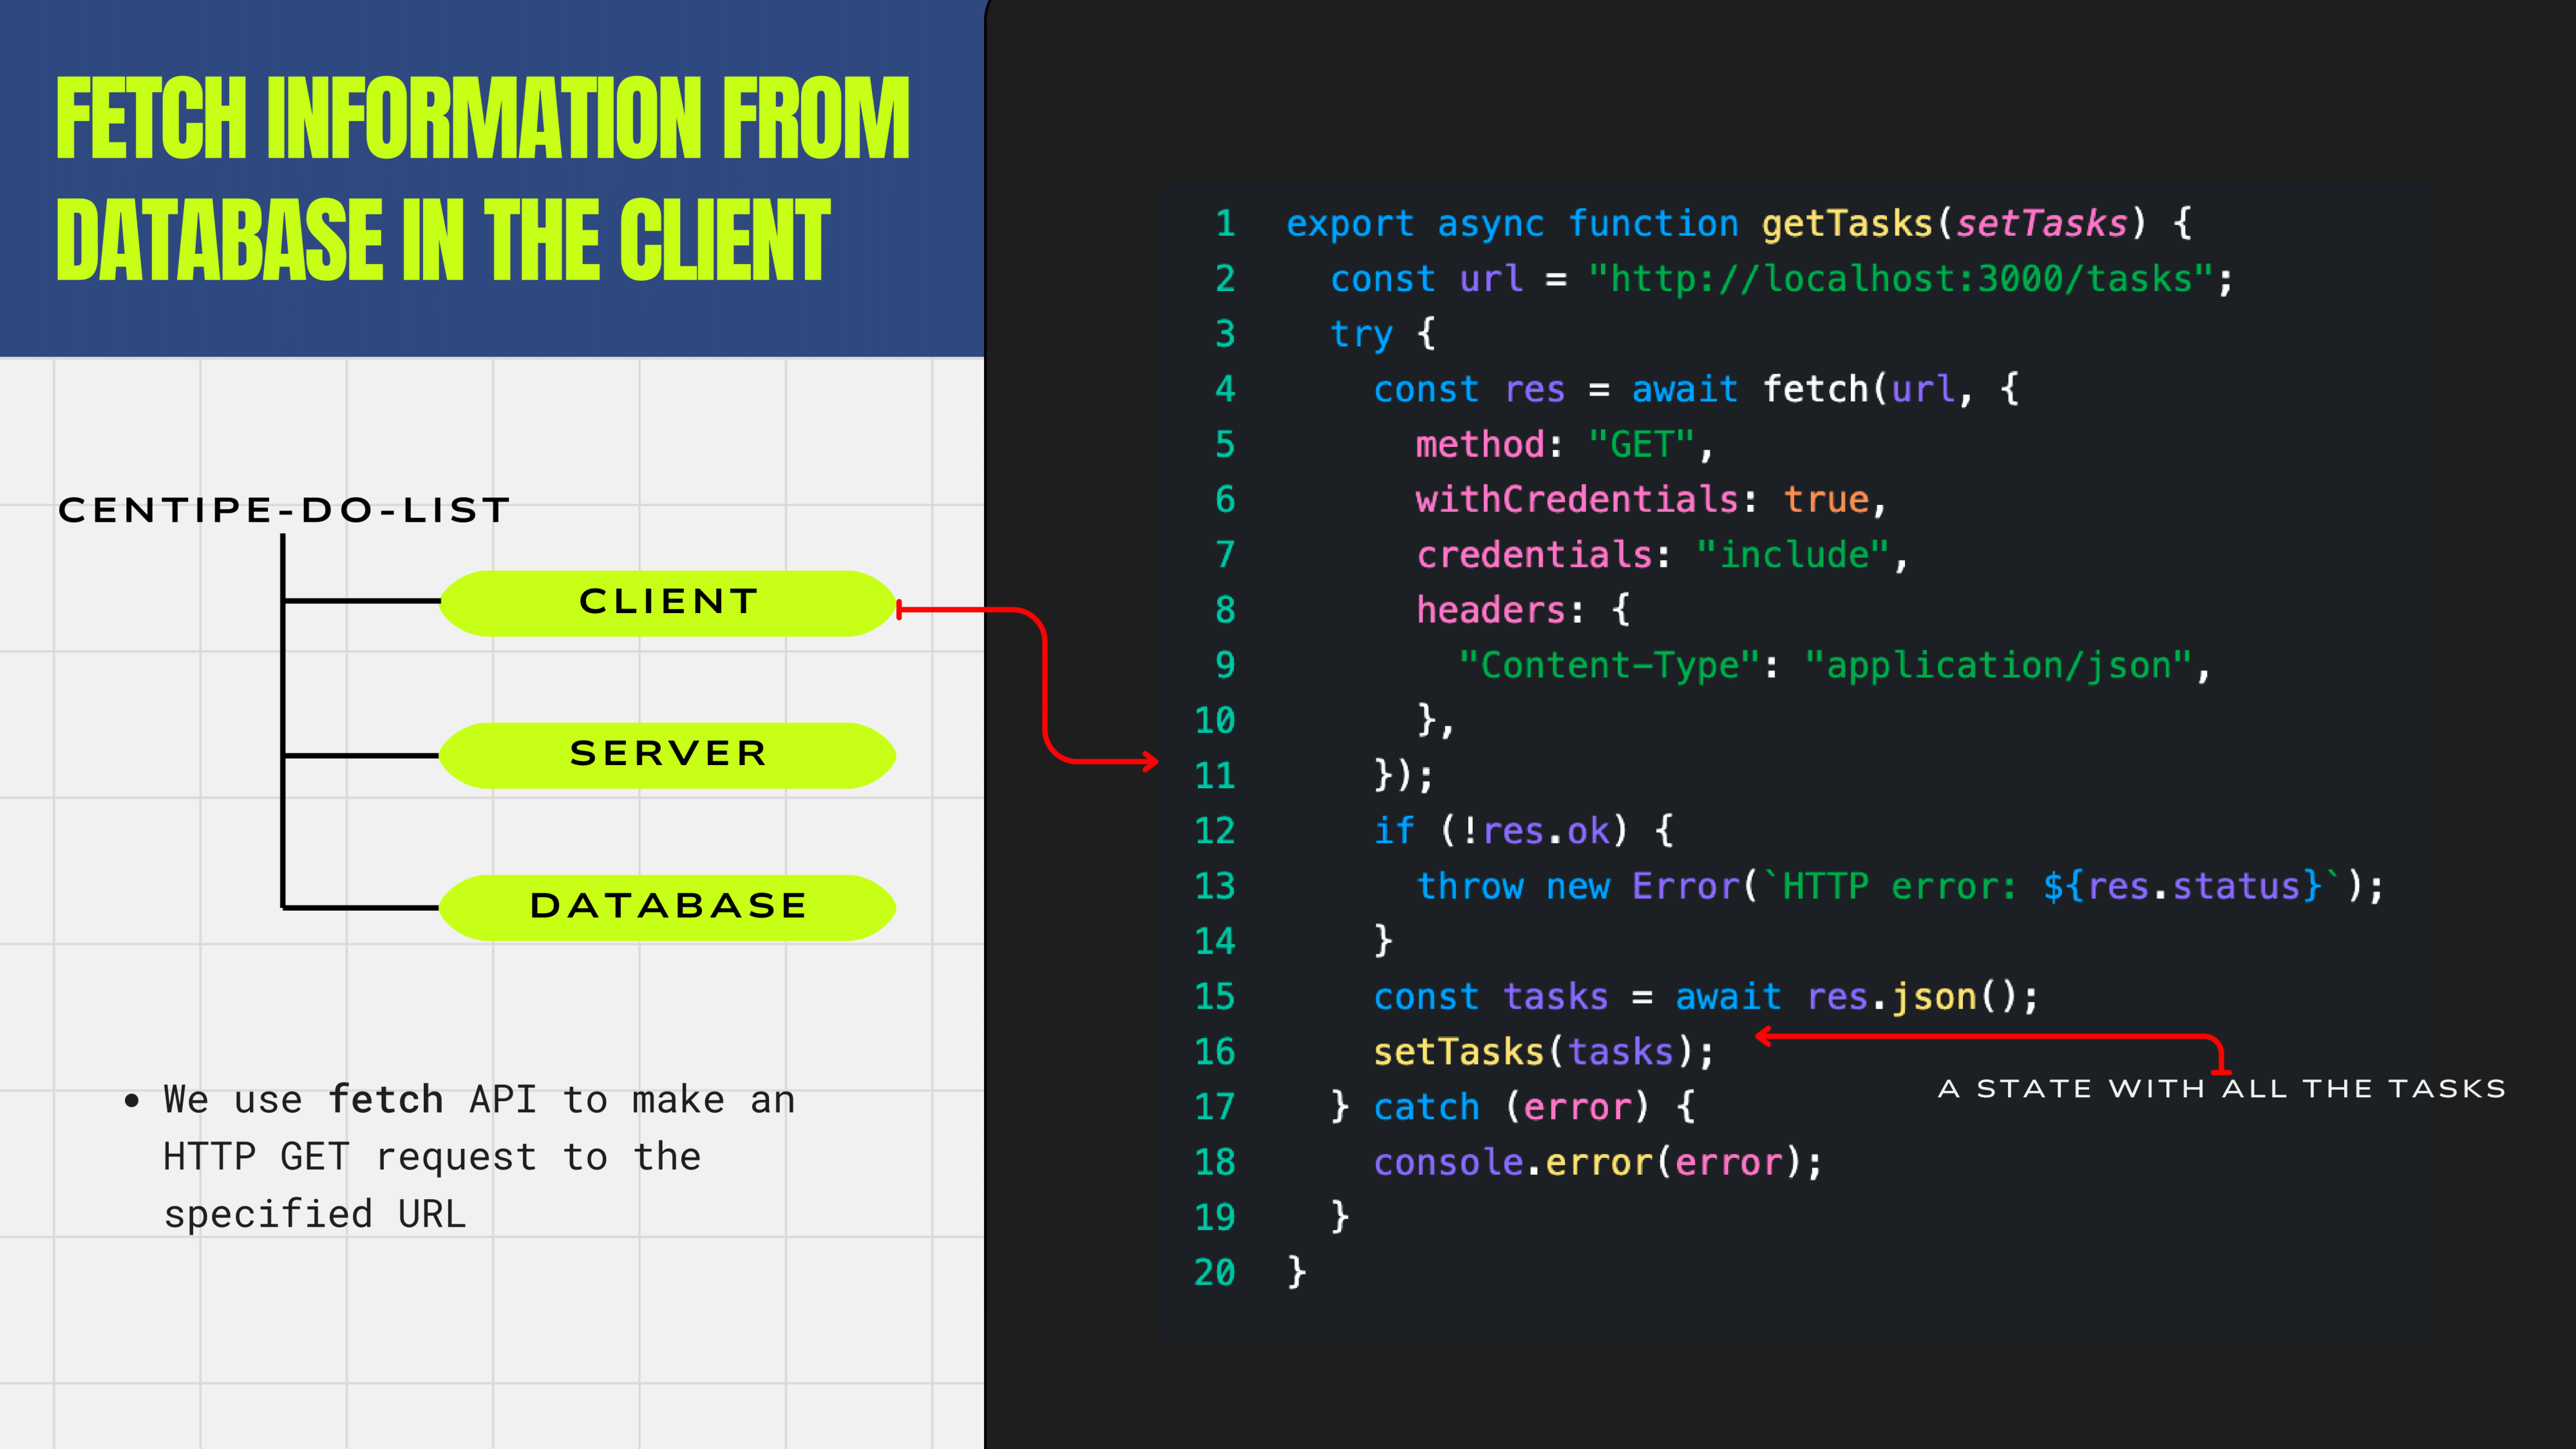 FETCH INFORMATION FROM
DATABASE IN THE CLIENT
CENTIPE-DO-LIST
CLIENT
SERVER
DATABASE
• We use fetch API to make an
HTTP GET request to the
specified URL
1 export async function getTasks(setTasks) {
2   const url = "http://localhost:3000/tasks";
3   try {
4     const res = await fetch(url, {
5       method: "GET",
6       withCredentials: true,
7       credentials: "include",
8       headers: {
9         "Content-Type": "application/json",
10       },
11     });
12     if (!res.ok) {
13       throw new Error(`HTTP error: ${res.status}`);
14     }
15     const tasks = await res.json();
16     setTasks(tasks);
17   } catch (error) {
18     console.error(error);
19   }
20 }
A STATE WITH ALL THE TASKS